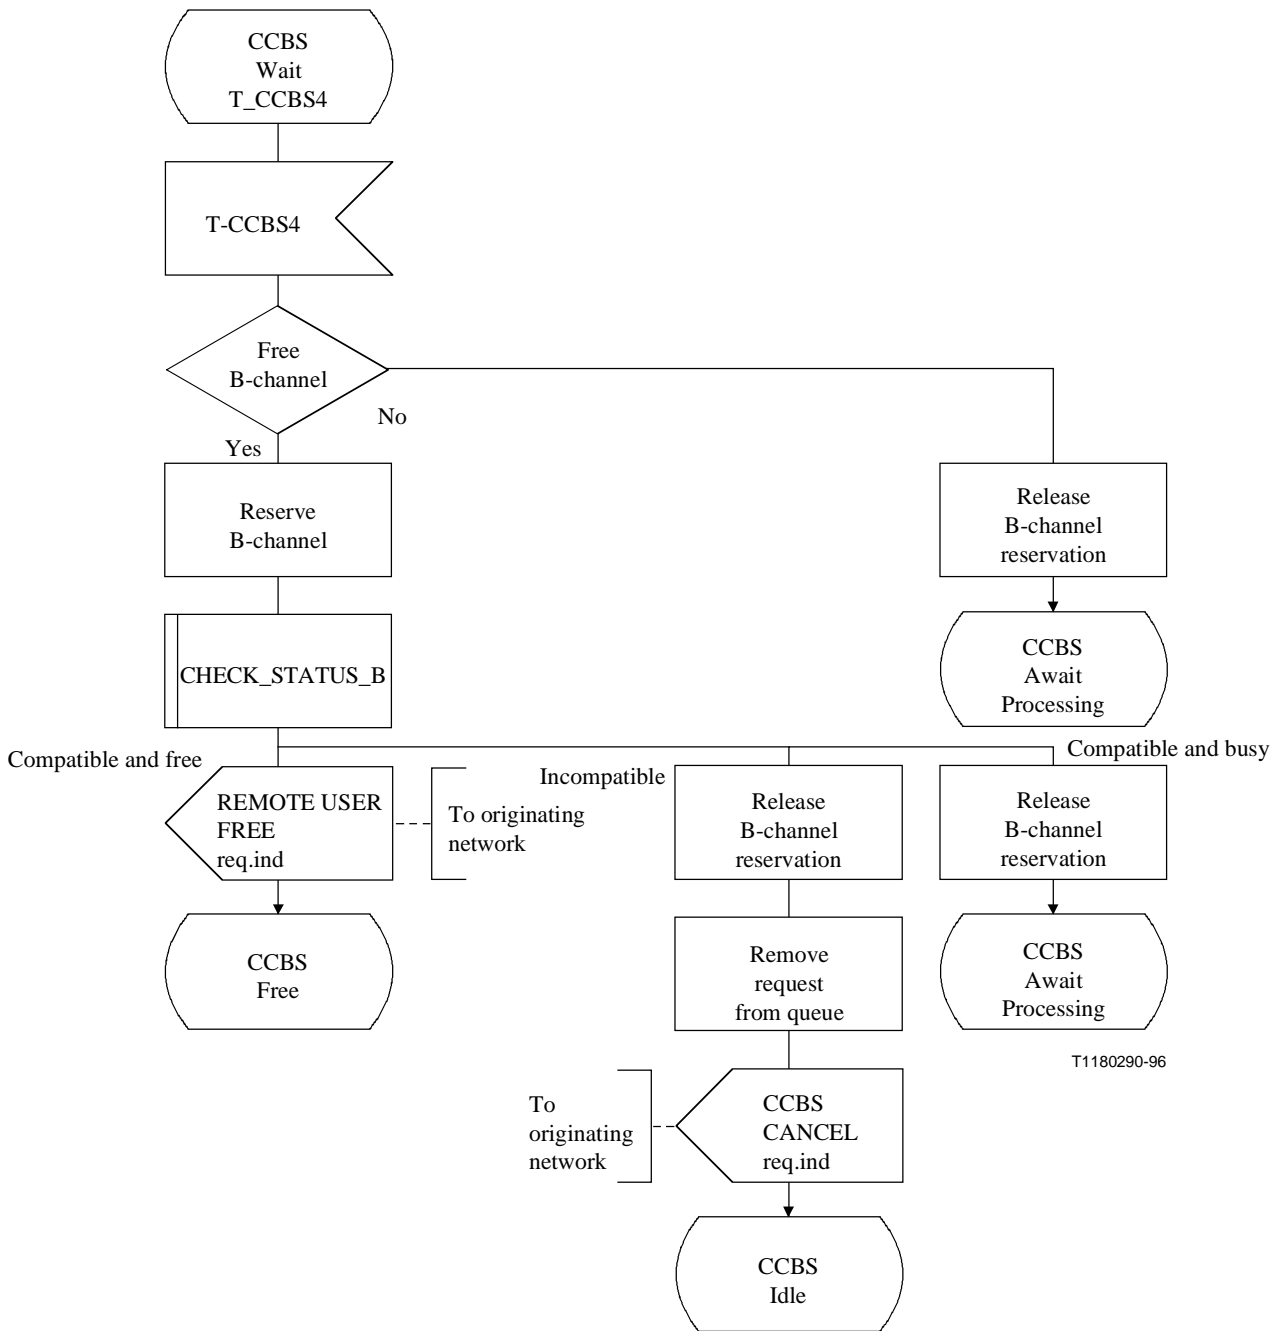 CCBS
Wait
T_CCBS4
T-CCBS4
Free
B-channel
No
Yes
Reserve
B-channel
Release
B-channel
reservation
CHECK_STATUS_B
CCBS
Await
Processing
Compatible and free
Incompatible
Compatible and busy
REMOTE USER
FREE
req.ind
To originating
network
Release
B-channel
reservation
Release
B-channel
reservation
CCBS
Free
Remove
request
from queue
CCBS
Await
Processing
T1180290-96
To
originating
network
CCBS
CANCEL
req.ind
CCBS
Idle